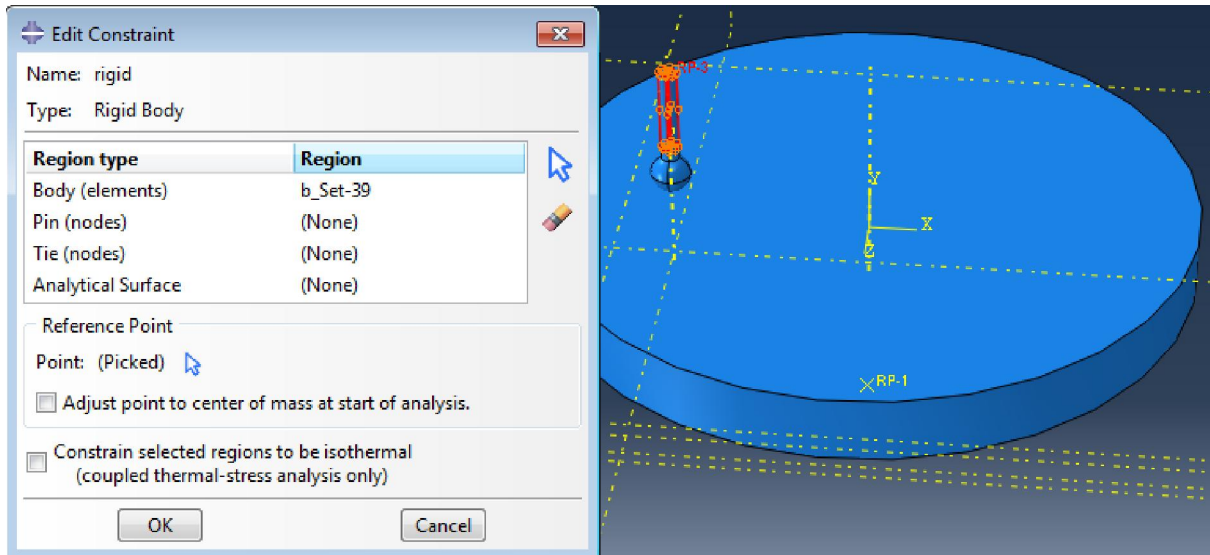 Edit Constraint
Name: rigid
Type: Rigid Body
Region type Region
Body (elements) b_Set-39
Pin (nodes) (None)
Tie (nodes) (None)
Analytical Surface (None)
Reference Point
Point: (Picked)
Adjust point to center of mass at start of analysis.
Constrain selected regions to be isothermal
(coupled thermal-stress analysis only)
OK Cancel
RP-3
Y
X
Z
RP-1